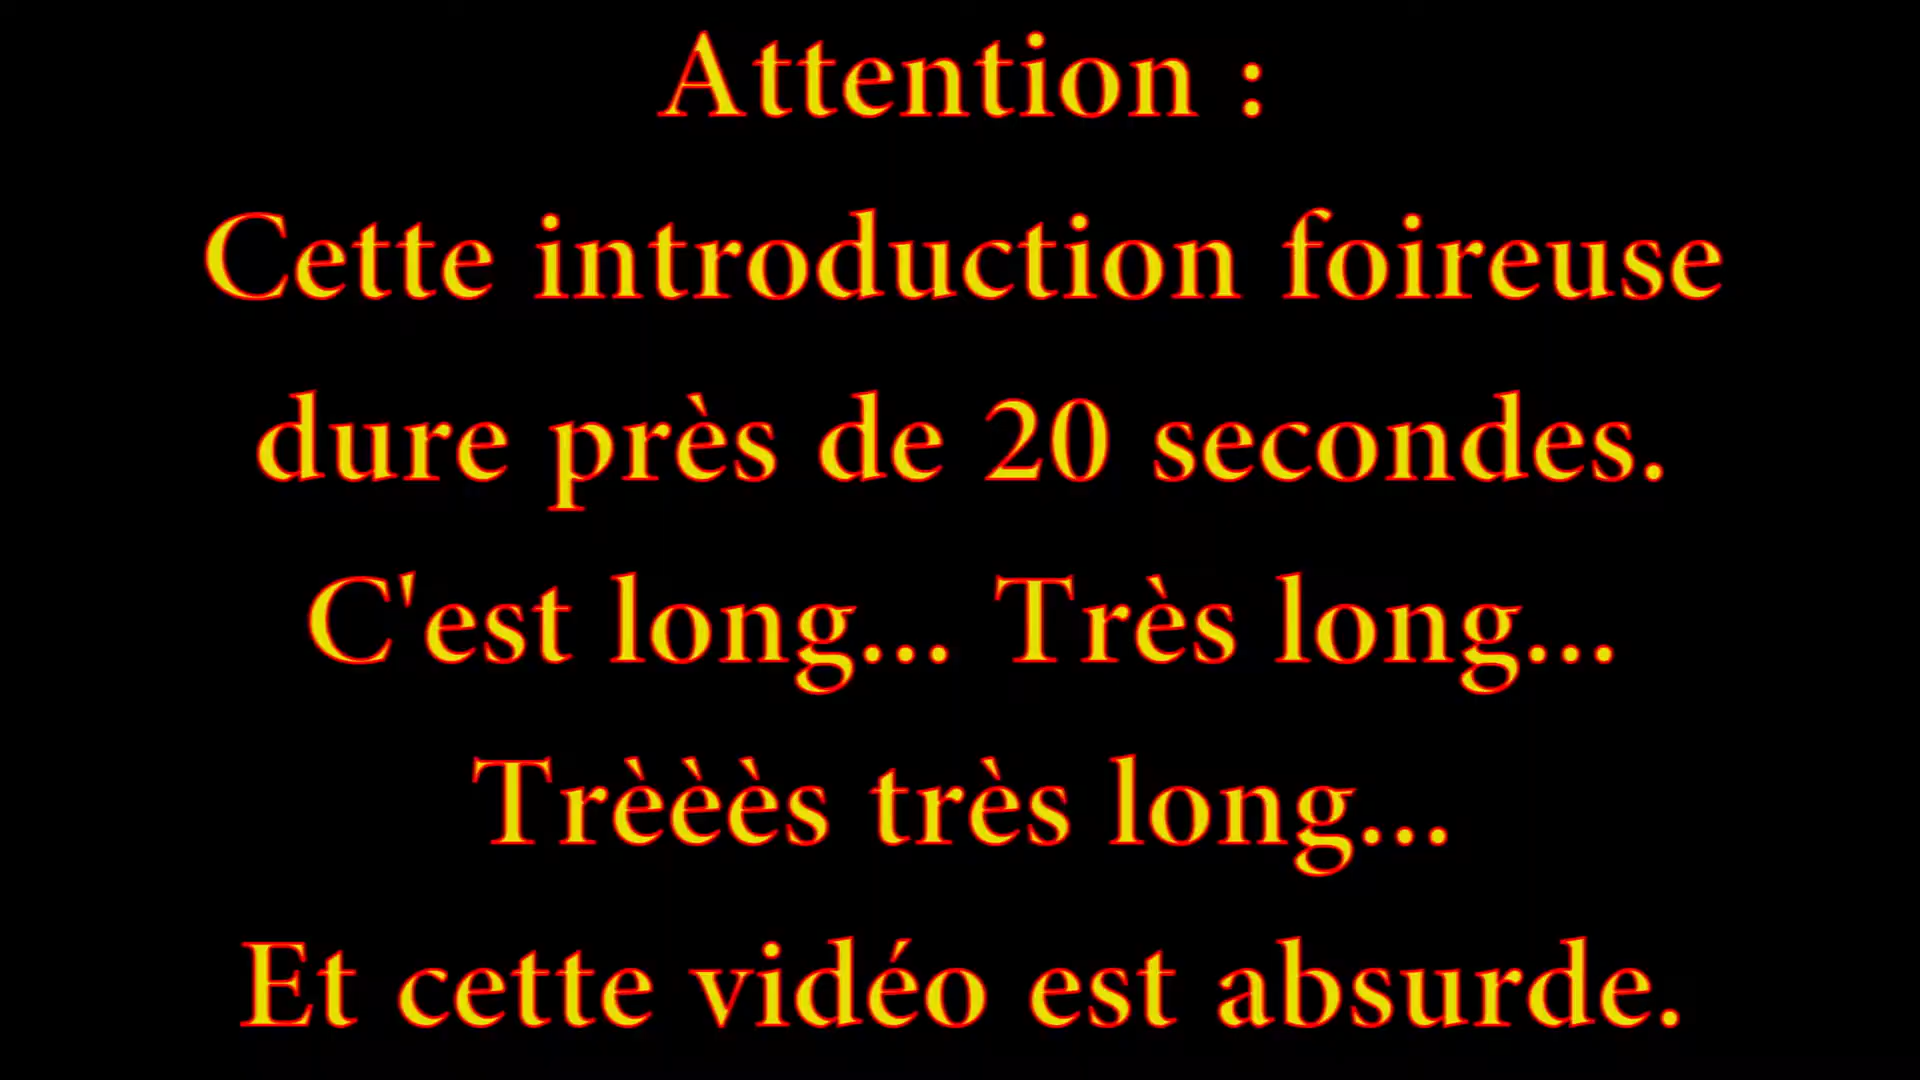 Attention :
Cette introduction foireuse
dure près de 20 secondes.
C'est long... Très long...
Trèèès très long...
Et cette vidéo est absurde.